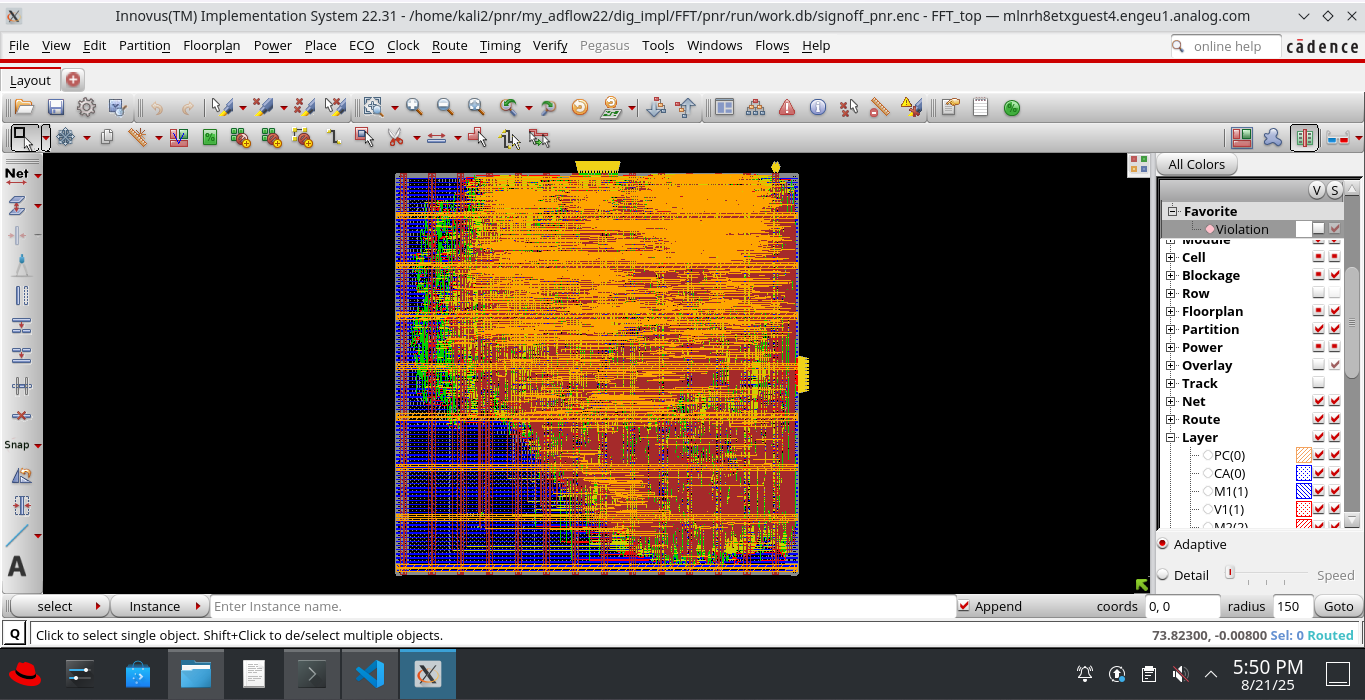 Innovus(TM) Implementation System 22.31 - /home/kali2/pnr/my_adflow22/dig_impl/FFT/pnr/run/work.db/signoff_pnr.enc - FFT_top — mlnrh8etxguest4.engeu1.analog.com
File View Edit Partition Floorplan Power Place ECO Clock Route Timing Verify Pegasus Tools Windows Flows Help
online help
cādence
Layout
Net
Snap
A
All Colors
V S
Favorite
Violation
Module
Cell
Blockage
Row
Floorplan
Partition
Power
Overlay
Track
Net
Route
Layer
PC(0)
CA(0)
M1(1)
V1(1)
M2(2)
Adaptive
Detail Speed
select Instance Enter Instance name. Append coords 0, 0 radius 150 Goto
Q Click to select single object. Shift+Click to de/select multiple objects. 73.82300, -0.00800 Sel: 0 Routed
5:50 PM
8/21/25